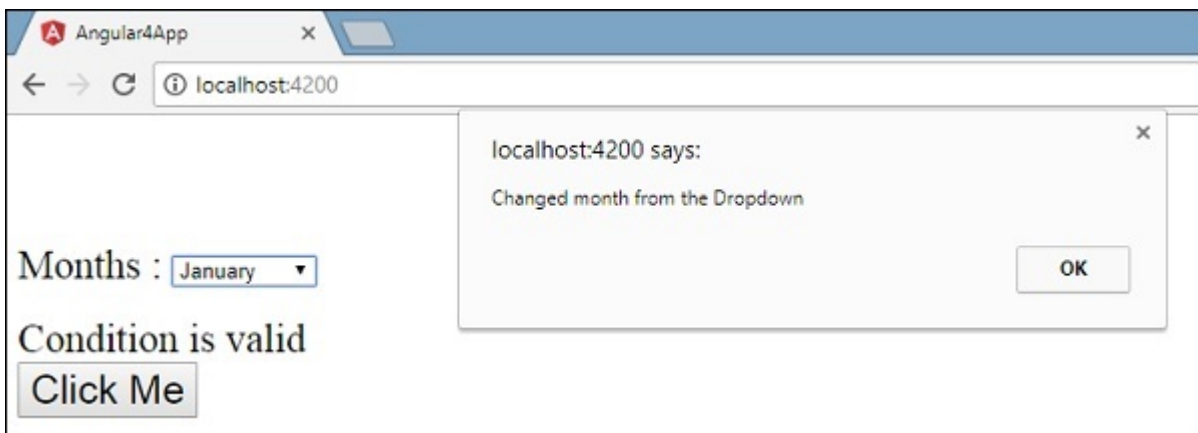 Angular4App
localhost:4200
localhost:4200 says:
Changed month from the Dropdown
OK
Months : January
Condition is valid
Click Me